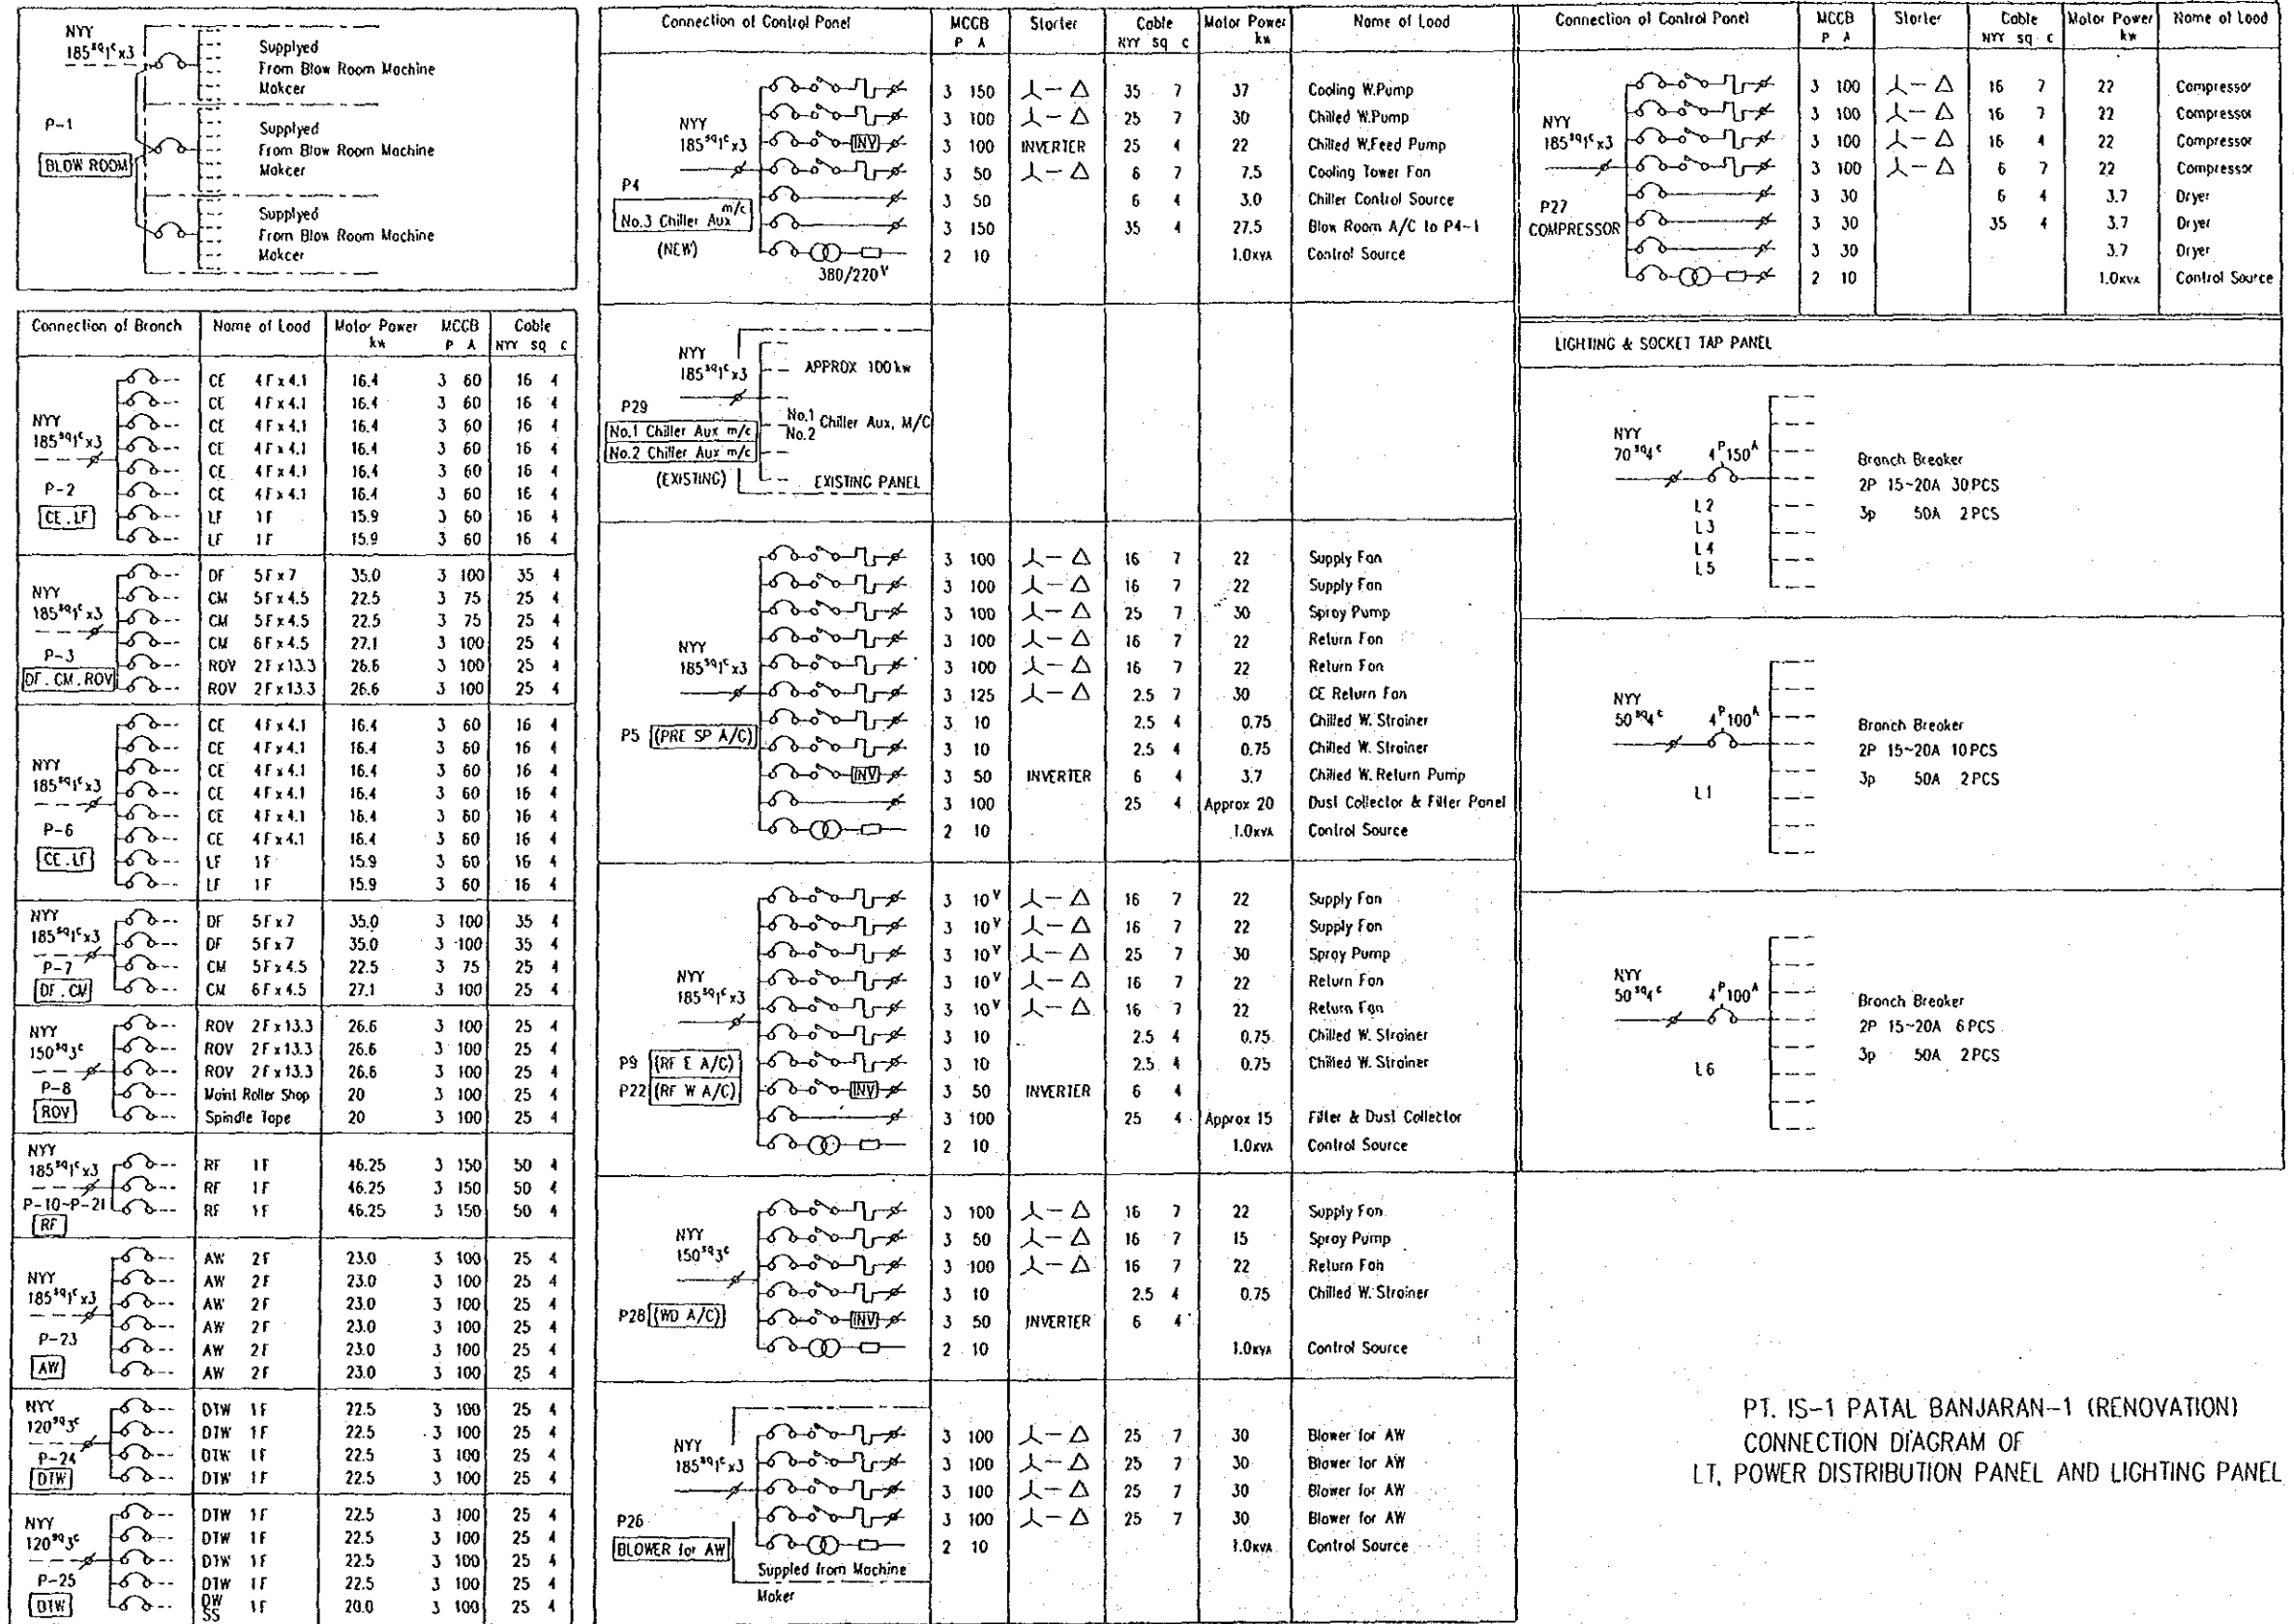 NYY
185sq1c x3
Supplyed
From Blow Room Machine
Mokcer
P-1
BLOW ROOM
Supplyed
From Blow Room Machine
Mokcer
Supplyed
From Blow Room Machine
Mokcer
Connection of Branch Name of Load Motor Power kw MCCB P A Cable NYY sq c
NYY
185sq1c x3
P-2
CE.LF
CE 4F x 4.1 16.4 3 60 16 4
CE 4F x 4.1 16.4 3 60 16 4
CE 4F x 4.1 16.4 3 60 16 4
CE 4F x 4.1 16.4 3 60 16 4
CE 4F x 4.1 16.4 3 60 16 4
CE 4F x 4.1 16.4 3 60 16 4
LF 1F 15.9 3 60 16 4
LF 1F 15.9 3 60 16 4
NYY
185sq1c x3
P-3
DF.CM.ROV
DF 5F x 7 35.0 3 100 35 4
CM 5F x 4.5 22.5 3 75 25 4
CM 5F x 4.5 22.5 3 75 25 4
CM 6F x 4.5 27.1 3 100 25 4
ROV 2F x 13.3 26.6 3 100 25 4
ROV 2F x 13.3 26.6 3 100 25 4
NYY
185sq1c x3
P-6
CE.LF
CE 4F x 4.1 16.4 3 60 16 4
CE 4F x 4.1 16.4 3 60 16 4
CE 4F x 4.1 16.4 3 60 16 4
CE 4F x 4.1 16.4 3 60 16 4
CE 4F x 4.1 16.4 3 60 16 4
CE 4F x 4.1 16.4 3 60 16 4
LF 1F 15.9 3 60 16 4
LF 1F 15.9 3 60 16 4
NYY
185sq1c x3
P-7
DF.CM
DF 5F x 7 35.0 3 100 35 4
DF 5F x 7 35.0 3 100 35 4
CM 5F x 4.5 22.5 3 75 25 4
CM 6F x 4.5 27.1 3 100 25 4
NYY
150sq3c
P-8
ROV
ROV 2F x 13.3 26.6 3 100 25 4
ROV 2F x 13.3 26.6 3 100 25 4
ROV 2F x 13.3 26.6 3 100 25 4
Maint Roller Shop 20 3 100 25 4
Spindle Tape 20 3 100 25 4
NYY
185sq1c x3
P-10~P-21
RF
RF 1F 46.25 3 150 50 4
RF 1F 46.25 3 150 50 4
RF 1F 46.25 3 150 50 4
NYY
185sq1c x3
P-23
AW
AW 2F 23.0 3 100 25 4
AW 2F 23.0 3 100 25 4
AW 2F 23.0 3 100 25 4
AW 2F 23.0 3 100 25 4
AW 2F 23.0 3 100 25 4
AW 2F 23.0 3 100 25 4
NYY
120sq3c
P-24
DTW
DTW 1F 22.5 3 100 25 4
DTW 1F 22.5 3 100 25 4
DTW 1F 22.5 3 100 25 4
DTW 1F 22.5 3 100 25 4
NYY
120sq3c
P-25
DTW
DTW 1F 22.5 3 100 25 4
DTW 1F 22.5 3 100 25 4
DTW 1F 22.5 3 100 25 4
DTW 1F 22.5 3 100 25 4
DW SS 1F 20.0 3 100 25 4
Connection of Control Panel MCCB P A Starter Cable NYY sq c Motor Power kw Name of Load
NYY
185sq1c x3
P4
No.3 Chiller Aux m/c
(NEW)
INV
380/220V
3 150 人-△ 35 7 37 Cooling W.Pump
3 100 人-△ 25 7 30 Chilled W.Pump
3 100 INVERTER 25 4 22 Chilled W.Feed Pump
3 50 人-△ 6 7 7.5 Cooling Tower Fan
3 50 6 4 3.0 Chiller Control Source
3 150 35 4 27.5 Blow Room A/C to P4-1
2 10 1.0KVA Control Source
NYY
185sq1c x3
APPROX 100kw
P29
No.1 Chiller Aux m/c
No.2 Chiller Aux m/c
(EXISTING)
No.1
No.2 Chiller Aux, M/C
EXISTING PANEL
NYY
185sq1c x3
P5 (PRE SP A/C)
INV
3 100 人-△ 16 7 22 Supply Fan
3 100 人-△ 16 7 22 Supply Fan
3 100 人-△ 25 7 30 Spray Pump
3 100 人-△ 16 7 22 Return Fan
3 100 人-△ 16 7 22 Return Fan
3 125 人-△ 2.5 7 30 CE Return Fan
3 10 2.5 4 0.75 Chilled W. Strainer
3 10 2.5 4 0.75 Chilled W. Strainer
3 50 INVERTER 6 4 3.7 Chilled W. Return Pump
3 100 25 4 Approx 20 Dust Collector & Filter Panel
2 10 1.0KVA Control Source
NYY
185sq1c x3
P9 (RF E A/C)
P22 (RF W A/C)
INV
3 10V 人-△ 16 7 22 Supply Fan
3 10V 人-△ 16 7 22 Supply Fan
3 10V 人-△ 25 7 30 Spray Pump
3 10V 人-△ 16 7 22 Return Fan
3 10V 人-△ 16 7 22 Return Fan
3 10 2.5 4 0.75 Chilled W. Strainer
3 10 2.5 4 0.75 Chilled W. Strainer
3 50 INVERTER 6 4
3 100 25 4 Approx 15 Filter & Dust Collector
2 10 1.0KVA Control Source
NYY
150sq3c
P28 (WD A/C)
INV
3 100 人-△ 16 7 22 Supply Fan
3 50 人-△ 16 7 15 Spray Pump
3 100 人-△ 16 7 22 Return Fan
3 10 2.5 4 0.75 Chilled W. Strainer
3 50 INVERTER 6 4
2 10 1.0KVA Control Source
NYY
185sq1c x3
P26
BLOWER for AW
Suppled from Machine
Maker
3 100 人-△ 25 7 30 Blower for AW
3 100 人-△ 25 7 30 Blower for AW
3 100 人-△ 25 7 30 Blower for AW
3 100 人-△ 25 7 30 Blower for AW
2 10 1.0KVA Control Source
Connection of Control Panel MCCB P A Starter Cable NYY sq c Motor Power kw Name of Load
NYY
185sq1c x3
P27
COMPRESSOR
3 100 人-△ 16 7 22 Compressor
3 100 人-△ 16 7 22 Compressor
3 100 人-△ 16 4 22 Compressor
3 100 人-△ 6 7 22 Compressor
3 30 6 4 3.7 Dryer
3 30 35 4 3.7 Dryer
3 30 3.7 Dryer
2 10 1.0KVA Control Source
LIGHTING & SOCKET TAP PANEL
NYY
70sq4c 4P150A
L2
L3
L4
L5
Branch Breaker
2P 15~20A 30PCS
3p 50A 2PCS
NYY
50sq4c 4P100A
L1
Branch Breaker
2P 15~20A 10PCS
3p 50A 2PCS
NYY
50sq4c 4P100A
L6
Branch Breaker
2P 15~20A 6PCS
3p 50A 2PCS
PT. IS-1 PATAL BANJARAN-1 (RENOVATION)
CONNECTION DIAGRAM OF
LT, POWER DISTRIBUTION PANEL AND LIGHTING PANEL